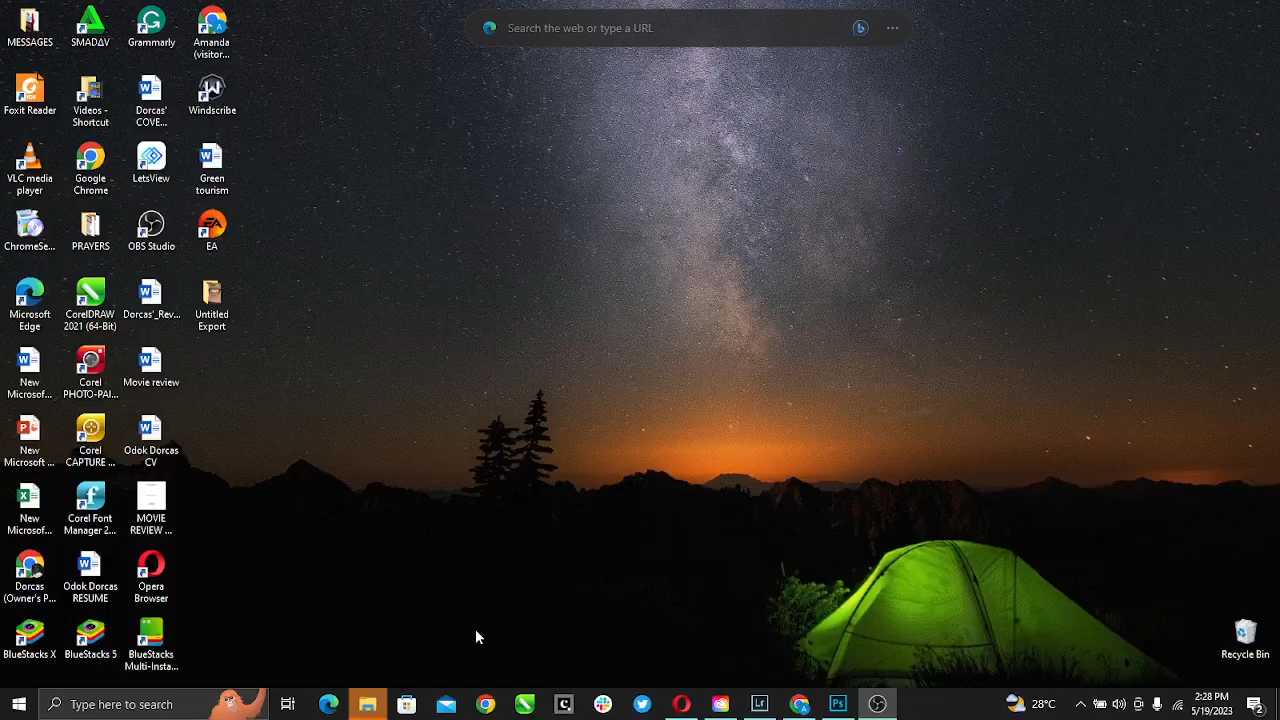 Search the web or type a URL
MESSAGES
SMADΔV
Grammarly
Amanda
(visitor...
Foxit Reader
Videos -
Shortcut
Dorcas'
COVE...
Windscribe
VLC media
player
Google
Chrome
LetsView
Green
tourism
ChromeSe...
PRAYERS
OBS Studio
EA
Microsoft
Edge
CorelDRAW
2021 (64-Bit)
Dorcas'_Rev...
Untitled
Export
New
Microsof...
Corel
PHOTO-PAI...
Movie review
New
Microsoft ...
Corel
CAPTURE ...
Odok Dorcas
CV
New
Microsof...
Corel Font
Manager 2...
MOVIE
REVIEW ...
Dorcas
(Owner's P...
Odok Dorcas
RESUME
Opera
Browser
BlueStacks X
BlueStacks 5
BlueStacks
Multi-Insta...
Recycle Bin
Type here to search
Lr
Ps
28°C
2:28 PM
5/19/2023